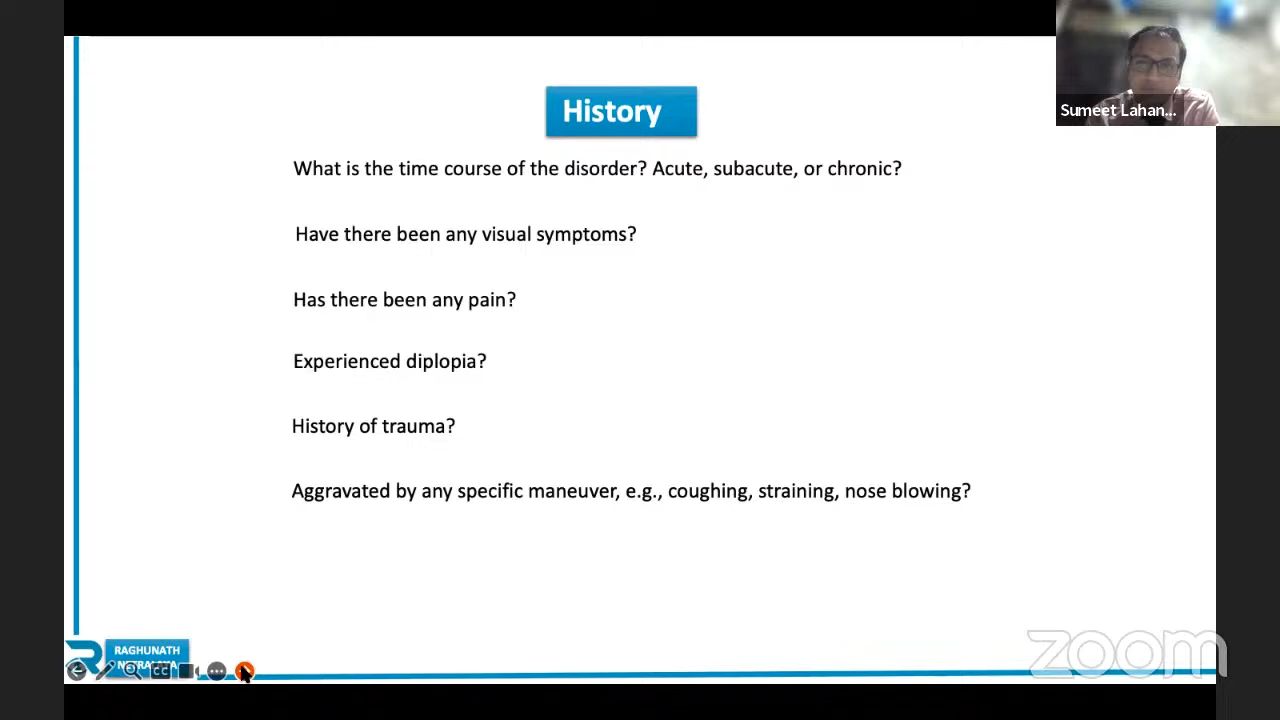 History
Sumeet Lahan...
What is the time course of the disorder? Acute, subacute, or chronic?
Have there been any visual symptoms?
Has there been any pain?
Experienced diplopia?
History of trauma?
Aggravated by any specific maneuver, e.g., coughing, straining, nose blowing?
RAGHUNATH
CC
zoom